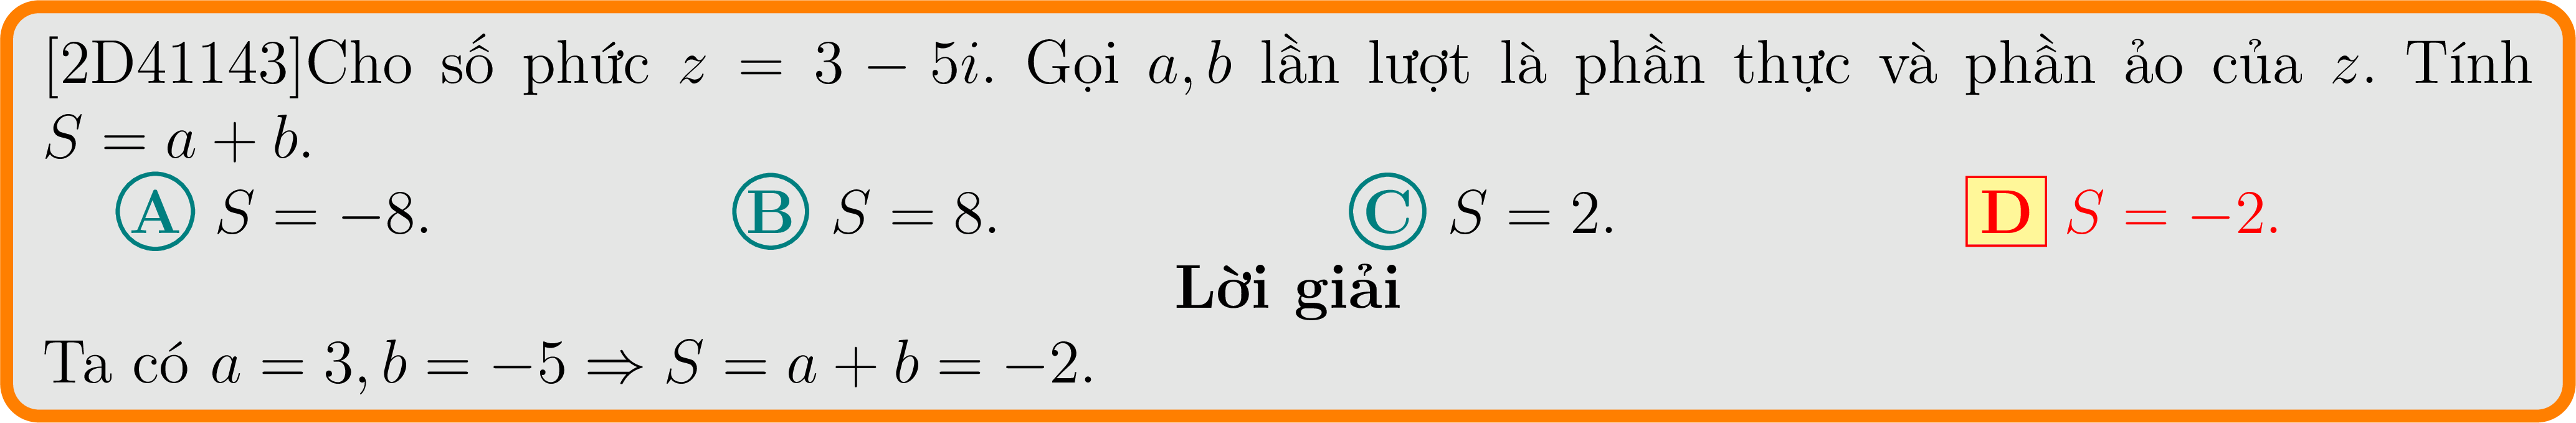 [2D41143]Cho số phức z = 3 − 5i. Gọi a, b lần lượt là phần thực và phần ảo của z. Tính
S = a + b.
A S = −8. B S = 8. C S = 2. D S = −2.
Lời giải
Ta có a = 3, b = −5 ⇒ S = a + b = −2.